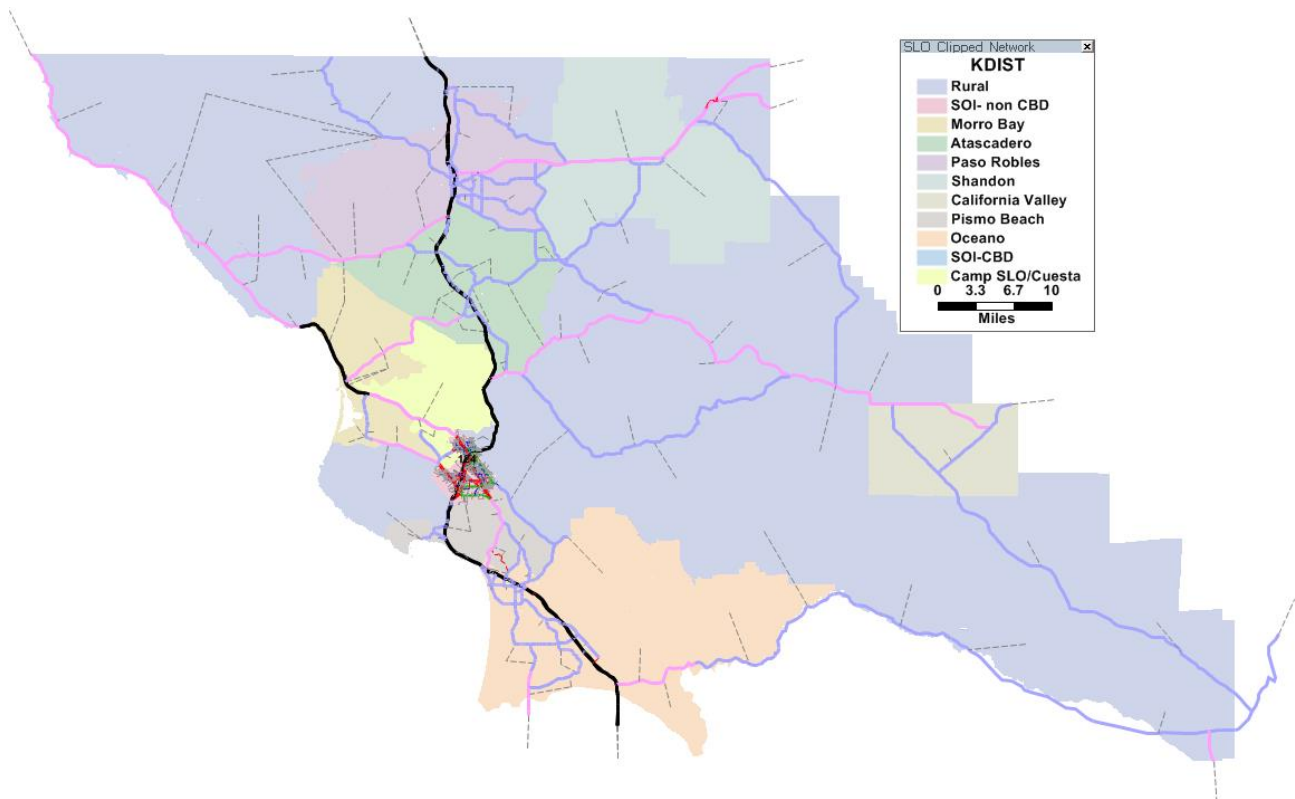 SLO Clipped Network
KDIST
Rural
SOI- non CBD
Morro Bay
Atascadero
Paso Robles
Shandon
California Valley
Pismo Beach
Oceano
SOI-CBD
Camp SLO/Cuesta
0 3.3 6.7 10
Miles